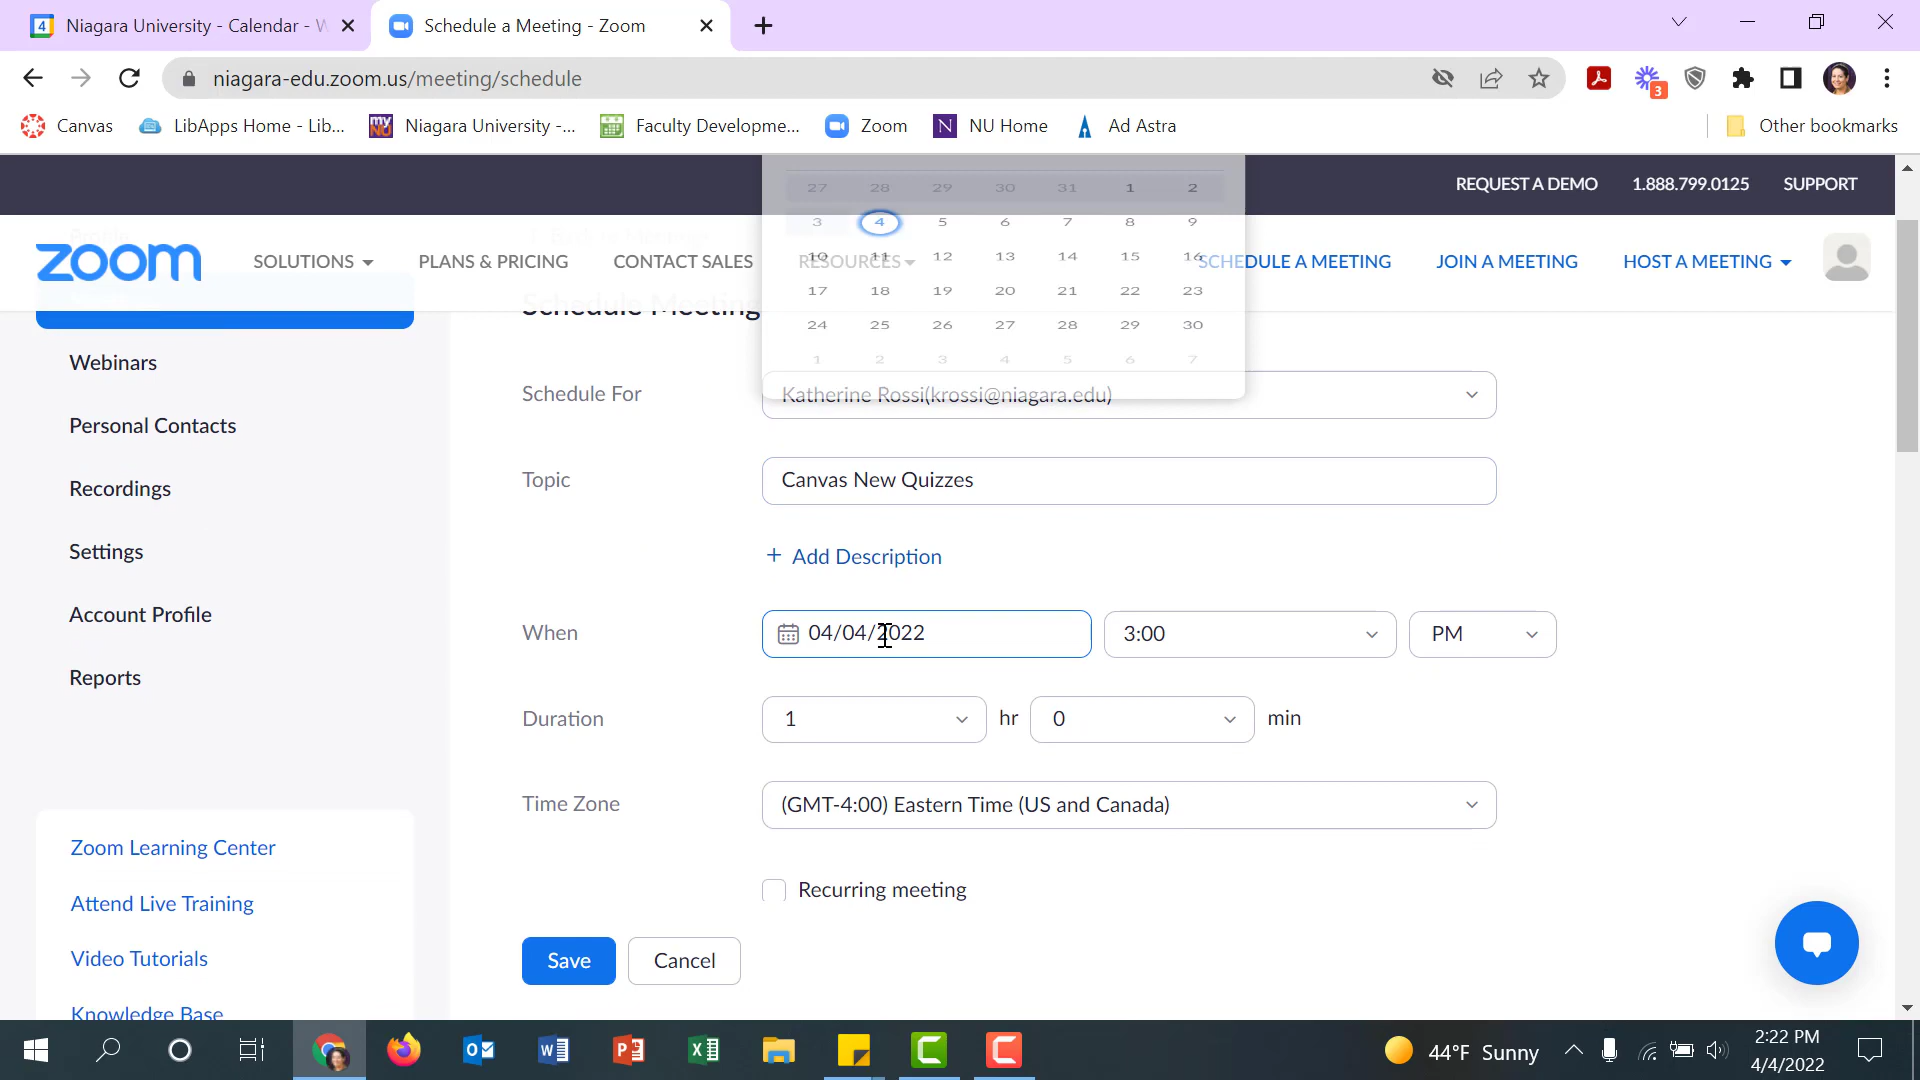 4 Niagara University - Calendar - W
Schedule a Meeting - Zoom
niagara-edu.zoom.us/meeting/schedule
3
Canvas
LibApps Home - Lib...
myNU Niagara University -...
Faculty Developme...
Zoom
N NU Home
Ad Astra
Other bookmarks
REQUEST A DEMO 1.888.799.0125 SUPPORT
zoom
SOLUTIONS
PLANS & PRICING
CONTACT SALES
RESOURCES
SCHEDULE A MEETING
JOIN A MEETING
HOST A MEETING
27 28 29 30 31 1 2
3 4 5 6 7 8 9
10 11 12 13 14 15 16
17 18 19 20 21 22 23
24 25 26 27 28 29 30
1 2 3 4 5 6 7
Profile
Webinars
Personal Contacts
Recordings
Settings
Account Profile
Reports
Zoom Learning Center
Attend Live Training
Video Tutorials
Knowledge Base
Schedule Meeting
Schedule For Katherine Rossi(krossi@niagara.edu)
Topic Canvas New Quizzes
+ Add Description
When 04/04/2022 3:00 PM
Duration 1 hr 0 min
Time Zone (GMT-4:00) Eastern Time (US and Canada)
Recurring meeting
Save Cancel
44°F Sunny
2:22 PM
4/4/2022